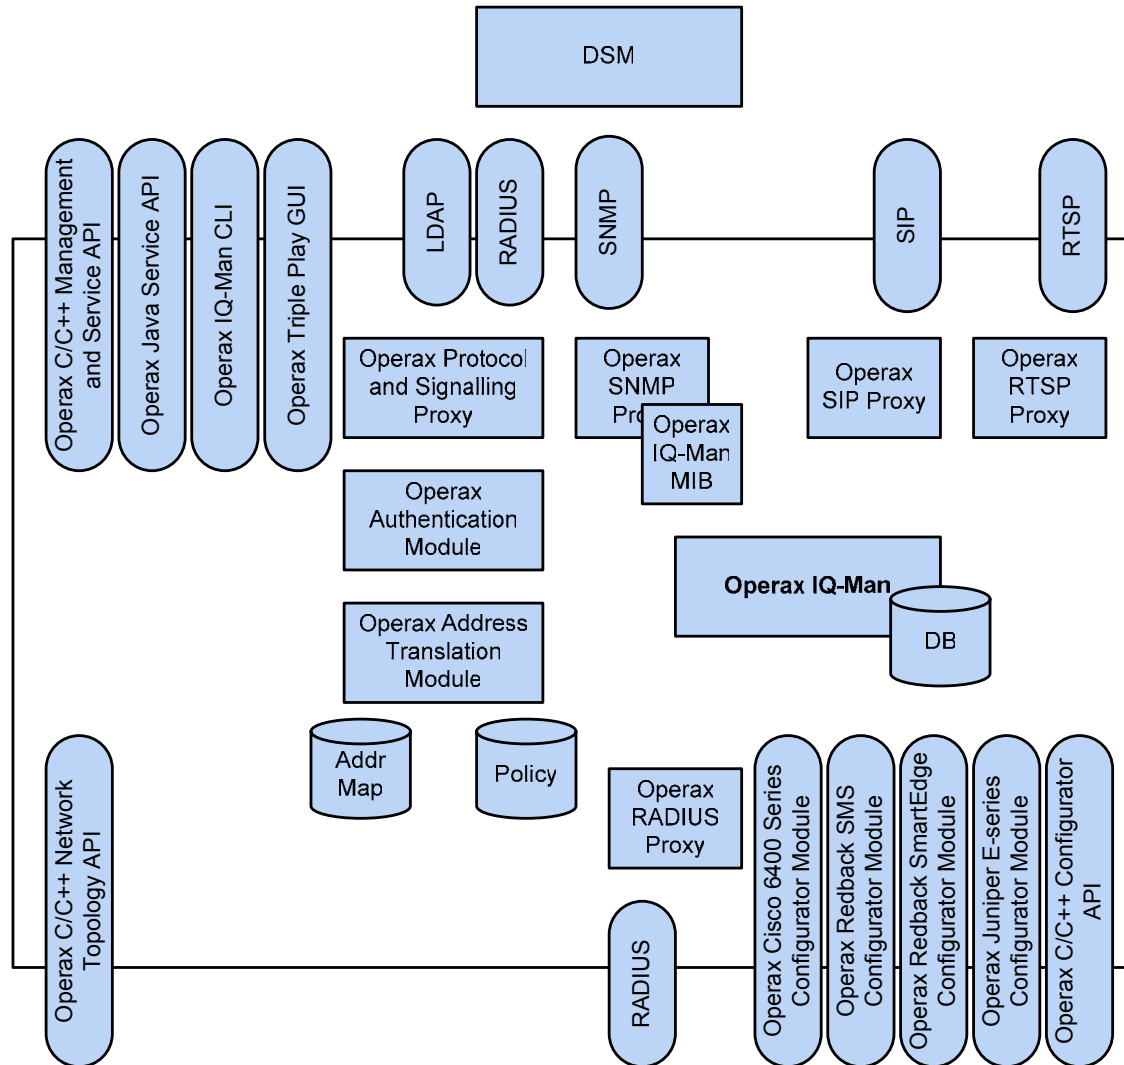 DSM
Operax C/C++ Management
and Service API
Operax Java Service API
Operax IQ-Man CLI
Operax Triple Play GUI
LDAP
RADIUS
SNMP
SIP
RTSP
Operax Protocol
and Signalling
Proxy
Operax
SNMP
Operax
IQ-Man
MIB
Operax
SIP Proxy
Operax
RTSP
Proxy
Operax
Authentication
Module
Operax IQ-Man
DB
Operax Address
Translation
Module
Addr
Map
Policy
Operax
RADIUS
Proxy
Operax C/C++ Network
Topology API
RADIUS
Operax Cisco 6400 Series
Configurator Module
Operax Redback SMS
Configurator Module
Operax Redback SmartEdge
Configurator Module
Operax Juniper E-series
Configurator Module
Operax C/C++ Configurator
API